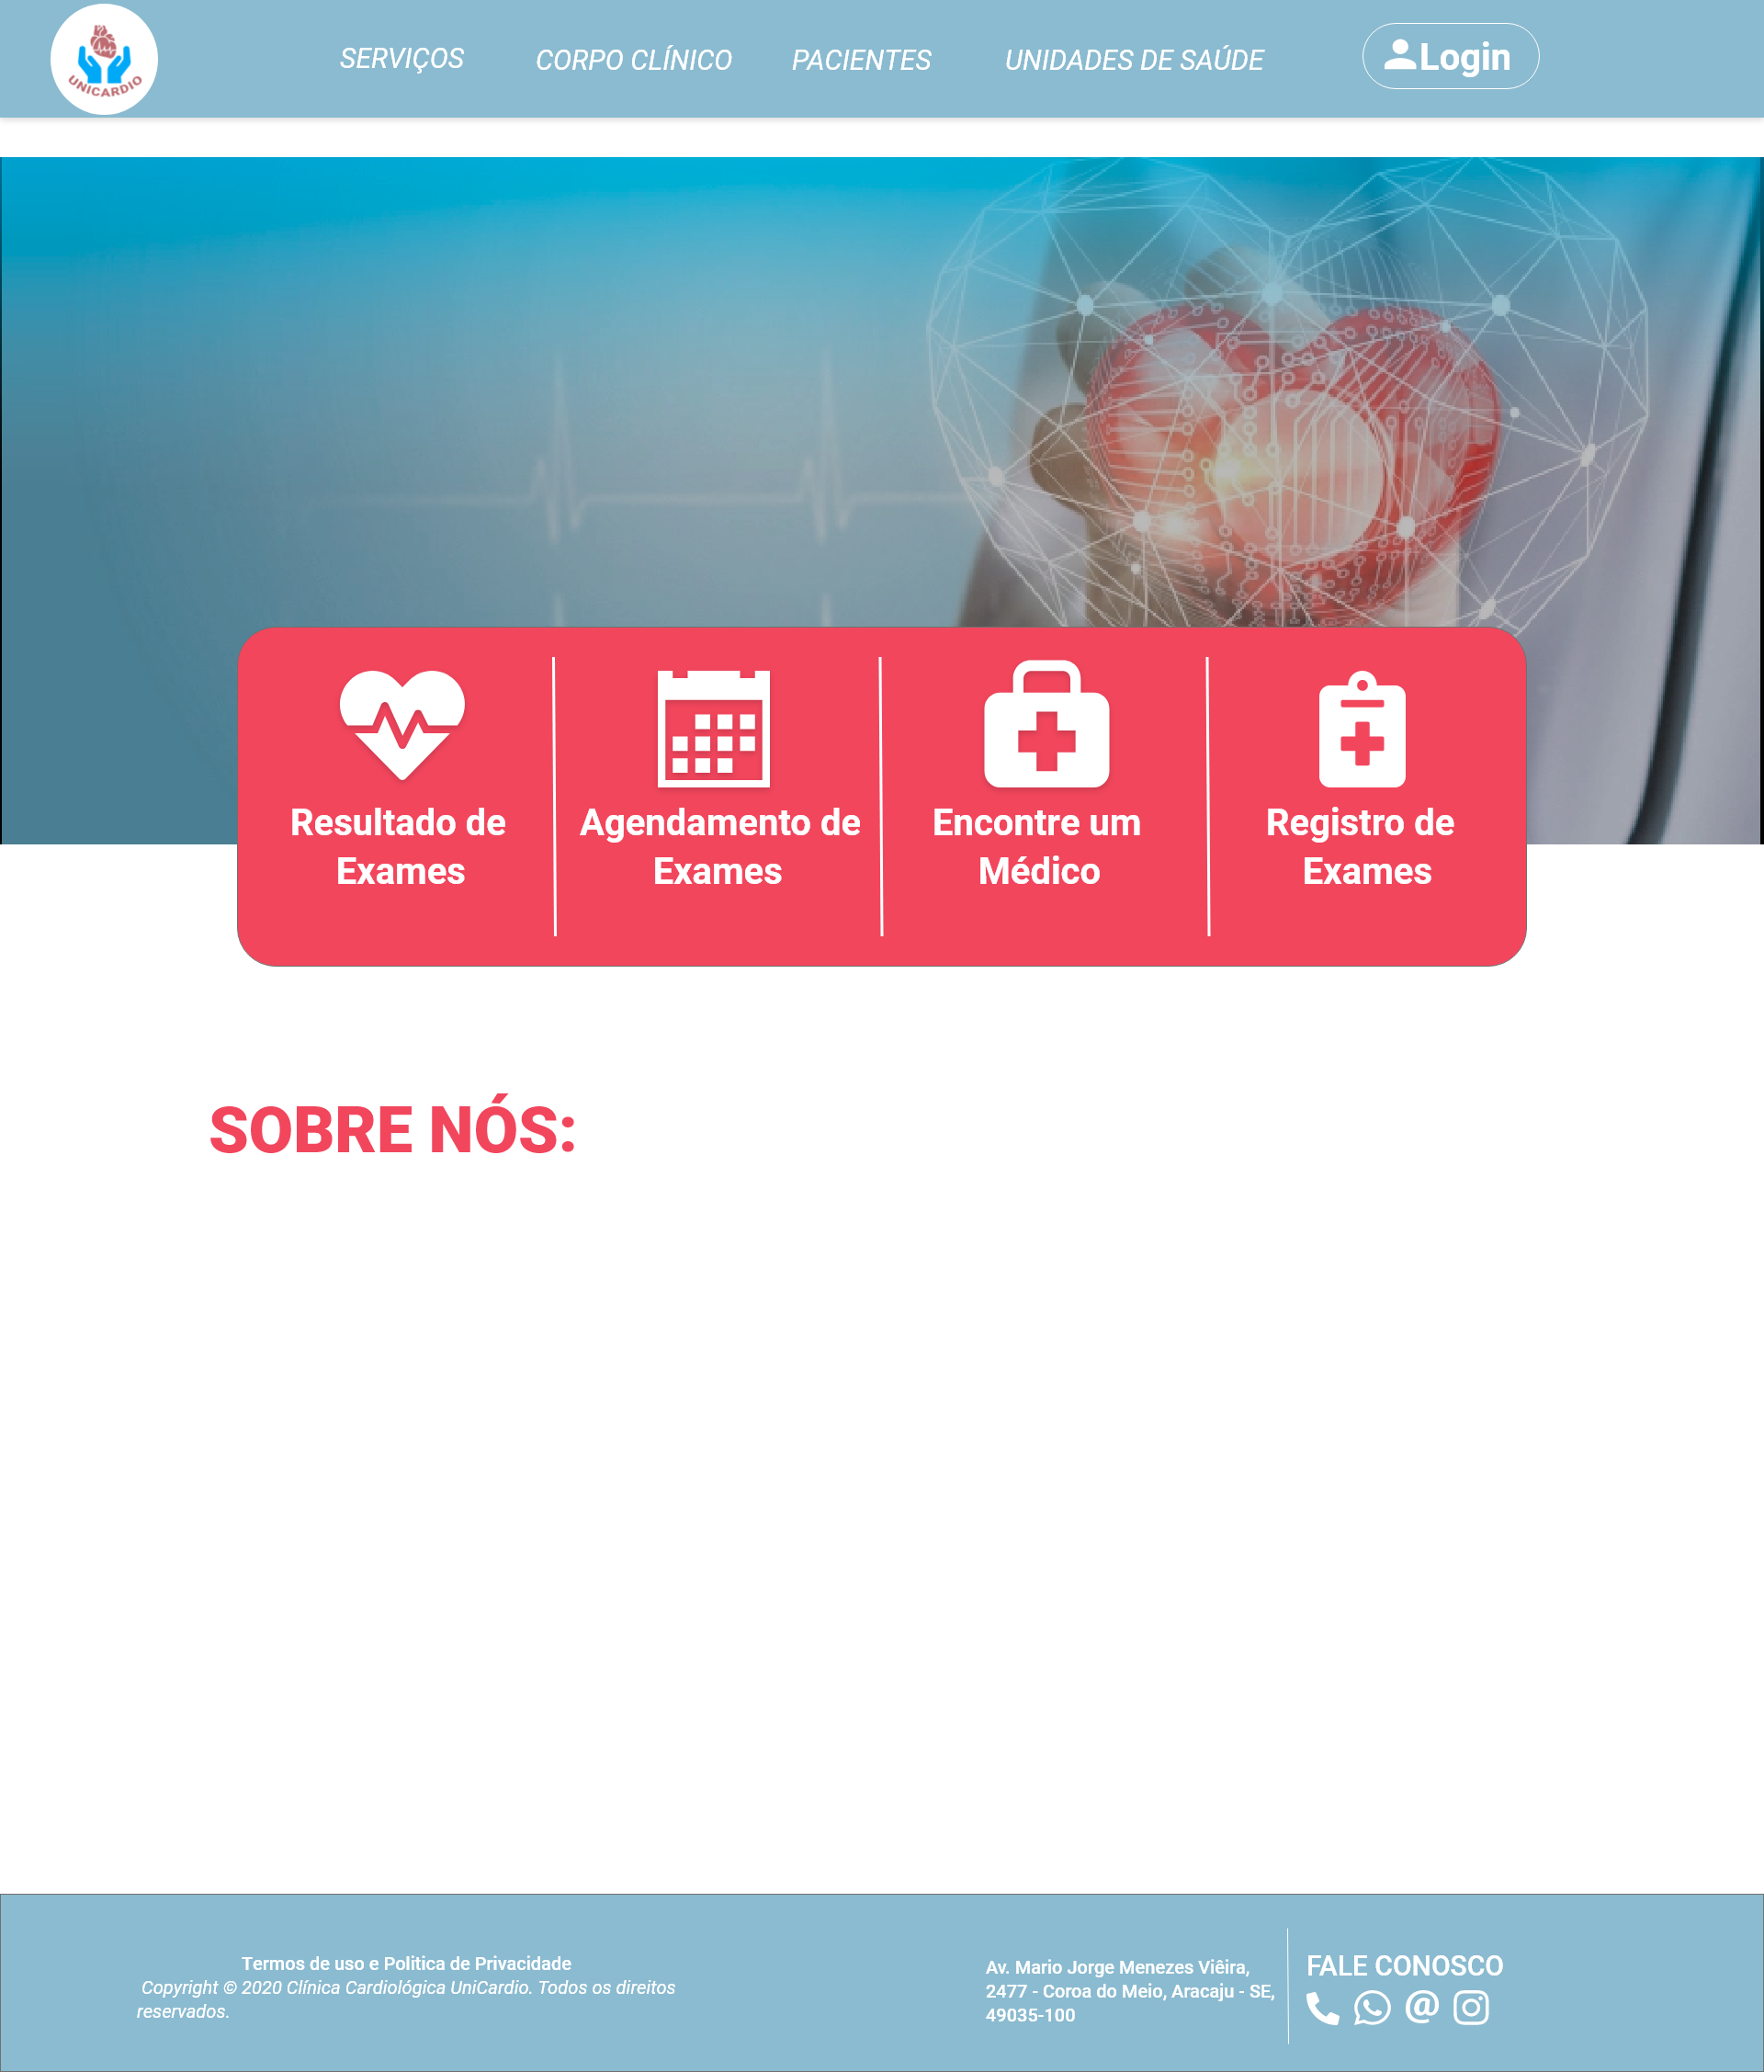 UNICARDIO
SERVIÇOS
CORPO CLÍNICO
PACIENTES
UNIDADES DE SAÚDE
Login
Resultado de
Exames
Agendamento de
Exames
Encontre um
Médico
Registro de
Exames
SOBRE NÓS:
Termos de uso e Politica de Privacidade
Copyright © 2020 Clínica Cardiológica UniCardio. Todos os direitos
reservados.
Av. Mario Jorge Menezes Viêira,
2477 - Coroa do Meio, Aracaju - SE,
49035-100
FALE CONOSCO